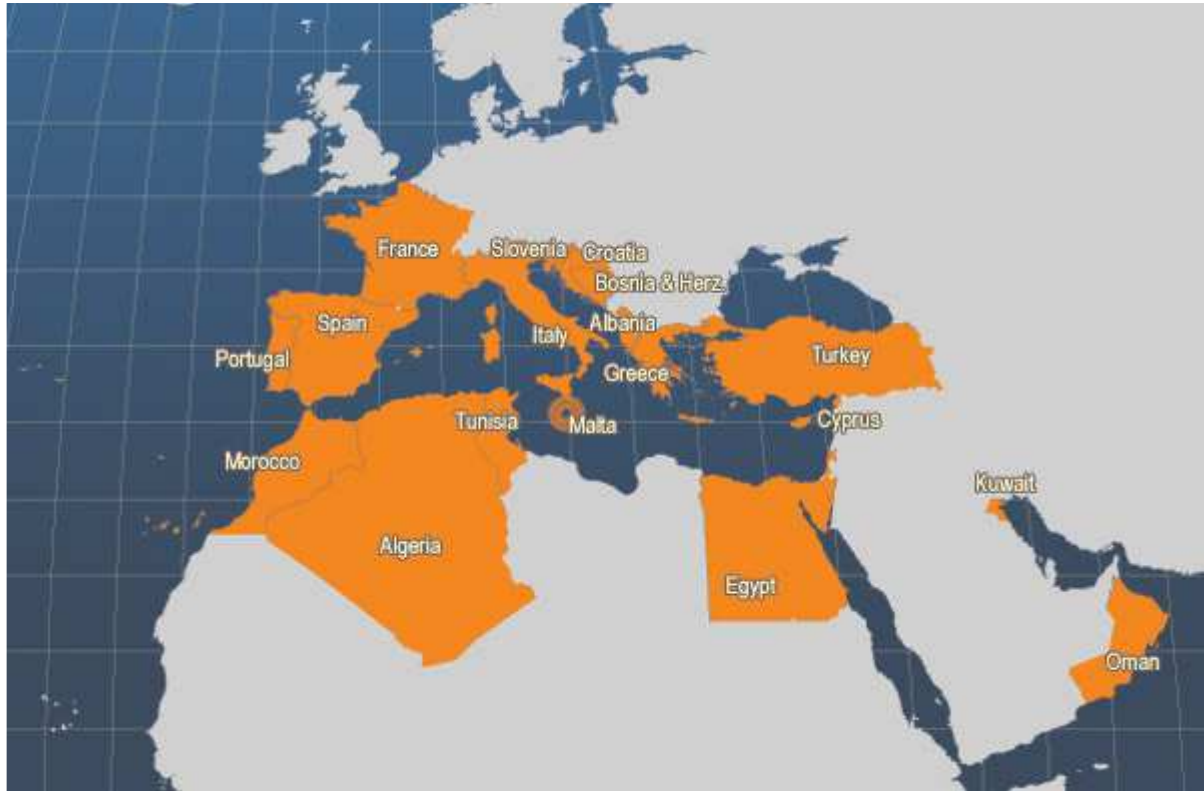 France
Slovenia
Croatia
Bosnia & Herz.
Spain
Italy
Albania
Portugal
Greece
Turkey
Tunisia
Malta
Cyprus
Morocco
Kuwait
Algeria
Egypt
Oman